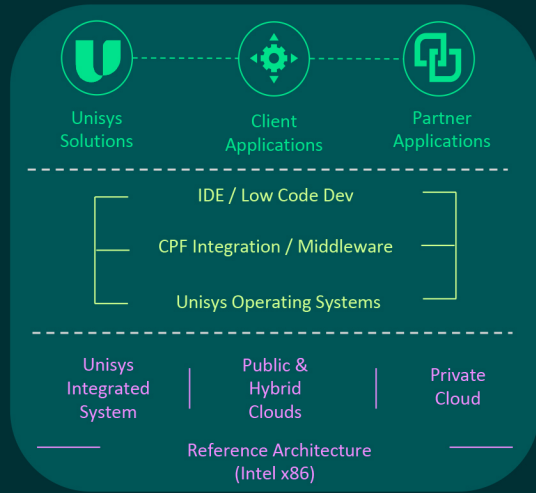 Unisys
Solutions
Client
Applications
Partner
Applications
IDE / Low Code Dev
CPF Integration / Middleware
Unisys Operating Systems
Unisys
Integrated
System
Public &
Hybrid
Clouds
Private
Cloud
Reference Architecture
(Intel x86)